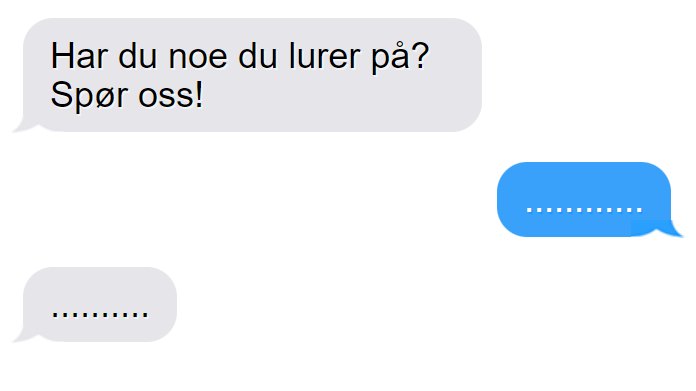 Har du noe du lurer på?
Spør oss!
............
..........